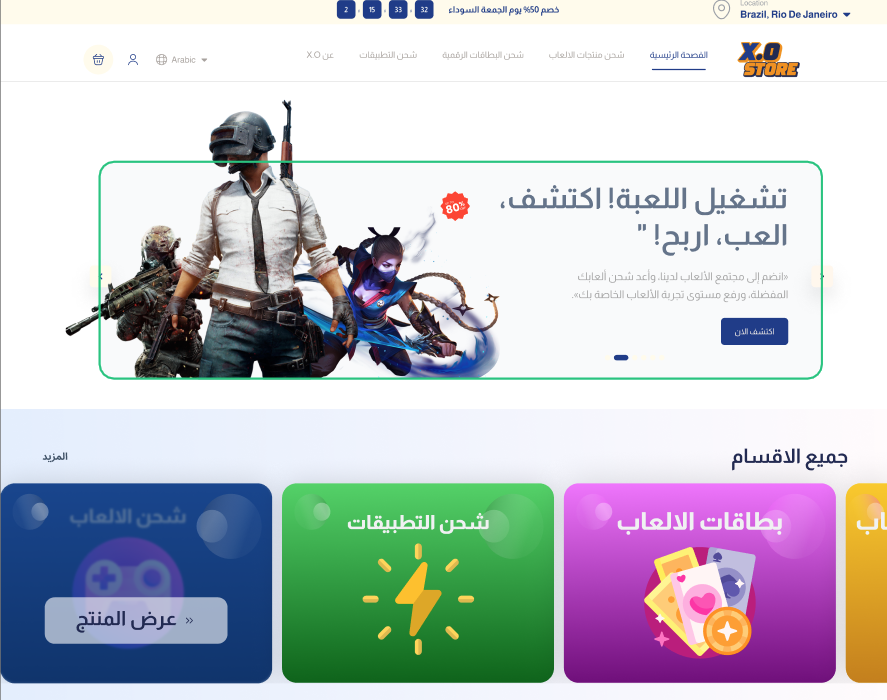 Location
Brazil, Rio De Janeiro
خصم 50% يوم الجمعة السوداء
32 : 33 : 15 : 2
X.O STORE
الفصحة الرئيسية
شحن منتجات الالعاب
شحن البطاقات الرقمية
شحن التطبيقات
عن X.O
Arabic
تشغيل اللعبة! اكتشف،
العب، اربح! "
80%
«انضم إلى مجتمع الألعاب لدينا، وأعد شحن ألعابك
المفضلة، ورفع مستوى تجربة الألعاب الخاصة بك».
اكتشف الان
جميع الاقسام
المزيد
بطاقات الالعاب
شحن التطبيقات
شحن الالعاب
عرض المنتج »